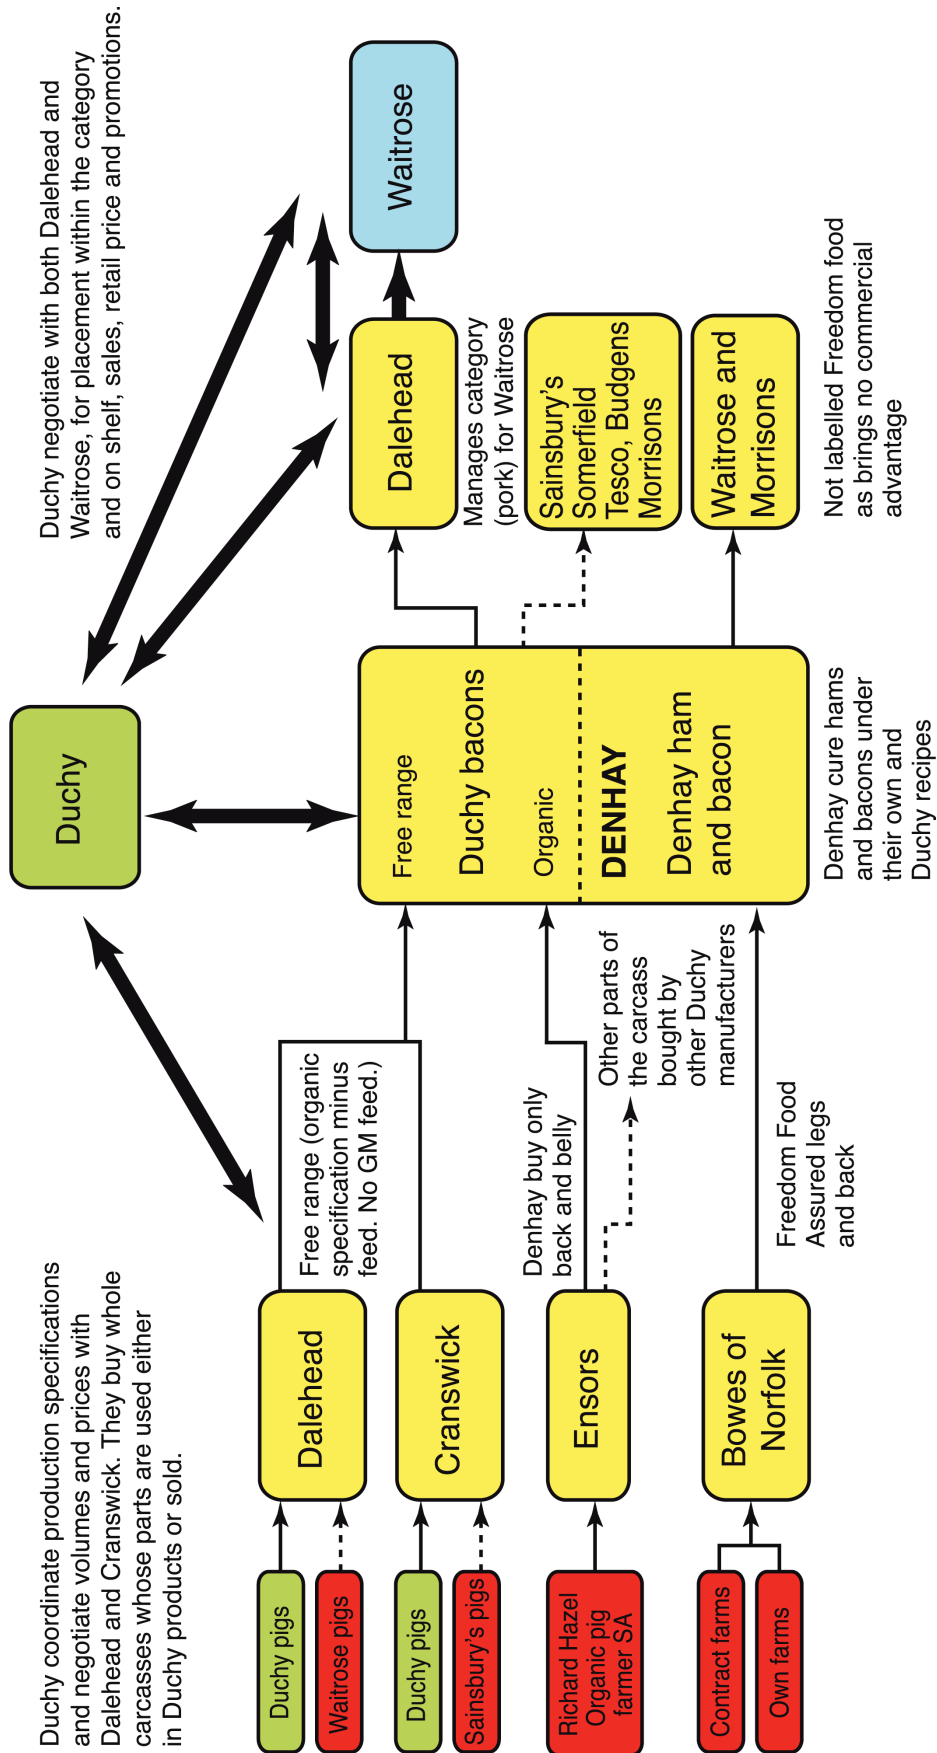 Duchy coordinate production specifications
and negotiate volumes and prices with
Dalehead and Cranswick. They buy whole
carcasses whose parts are used either
in Duchy products or sold.
Duchy
Duchy negotiate with both Dalehead and
Waitrose, for placement within the category
and on shelf, sales, retail price and promotions.
Duchy pigs
Waitrose pigs
Dalehead
Free range (organic
specification minus
feed. No GM feed.)
Duchy pigs
Sainsbury's pigs
Cranswick
Richard Hazel
Organic pig
farmer SA
Ensors
Denhay buy only
back and belly
Other parts of
the carcass
bought by
other Duchy
manufacturers
Contract farms
Own farms
Bowes of
Norfolk
Freedom Food
Assured legs
and back
Free range
Duchy bacons
Organic
DENHAY
Denhay ham
and bacon
Denhay cure hams
and bacons under
their own and
Duchy recipes
Dalehead
Manages category
(pork) for Waitrose
Waitrose
Sainsbury's
Somerfield
Tesco, Budgens
Morrisons
Waitrose and
Morrisons
Not labelled Freedom food
as brings no commercial
advantage